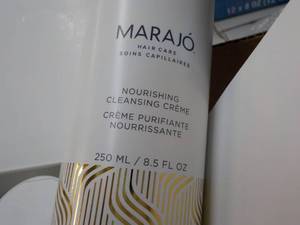 MARAJÓ
HAIR CARE
SOINS CAPILLAIRES
NOURISHING
CLEANSING CRÈME
CRÈME PURIFIANTE
NOURRISSANTE
250 ML / 8.5 FL OZ